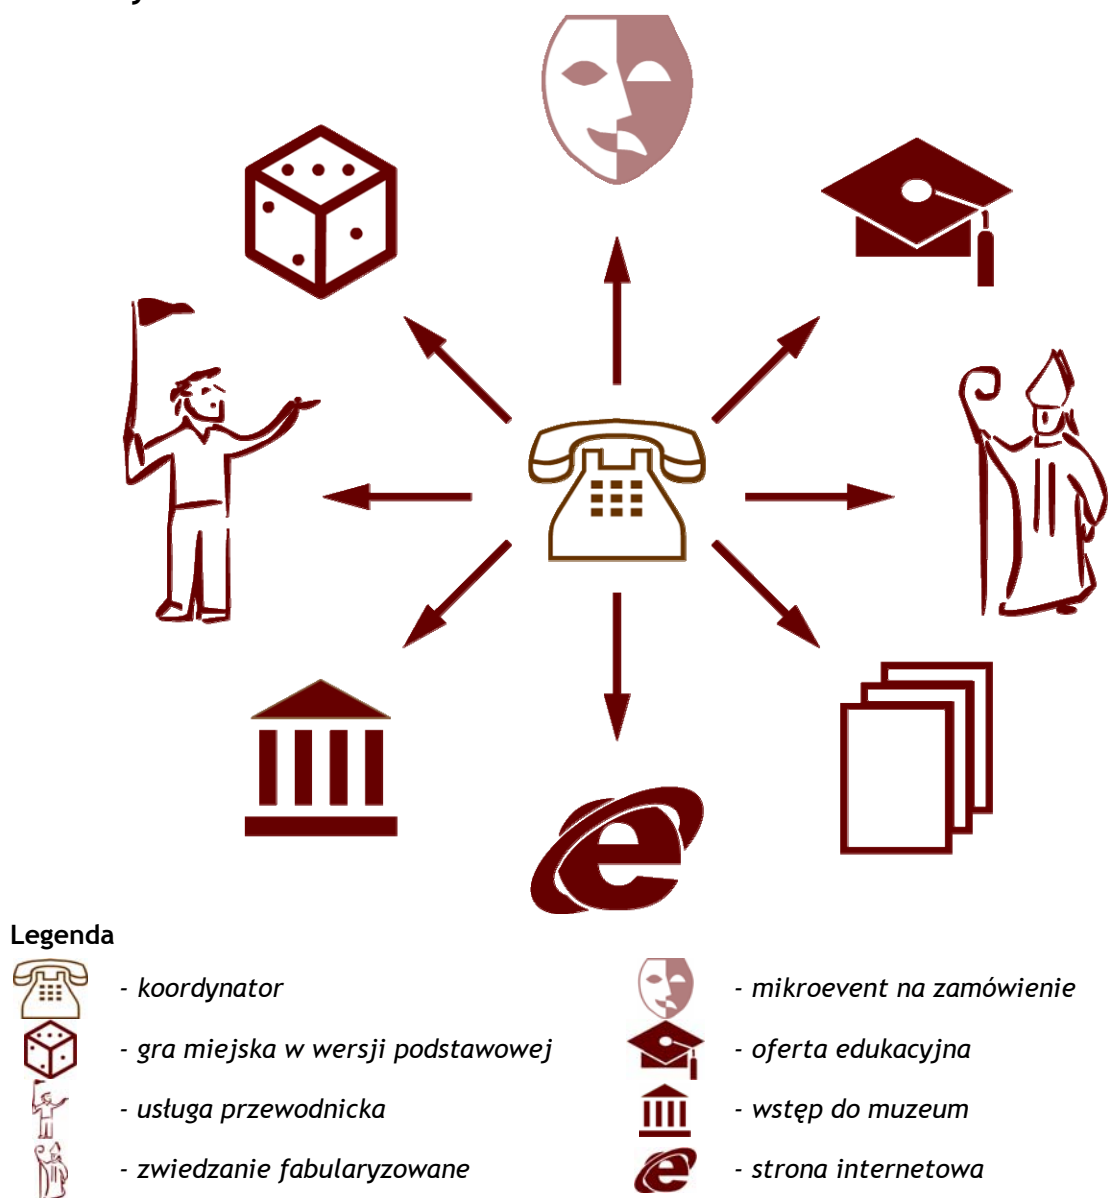 Legenda
- koordynator
- mikroevent na zamówienie
- gra miejska w wersji podstawowej
- oferta edukacyjna
- usługa przewodnicka
- wstęp do muzeum
- zwiedzanie fabularyzowane
- strona internetowa